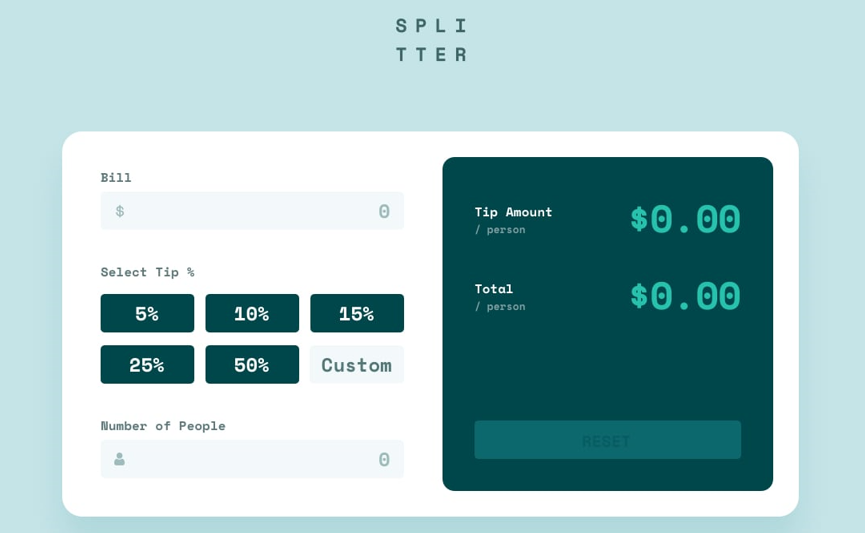 SPLI
TTER
Bill
$ 0
Select Tip %
5% 10% 15%
25% 50% Custom
Number of People
0
Tip Amount
/ person
$0.00
Total
/ person
$0.00
RESET